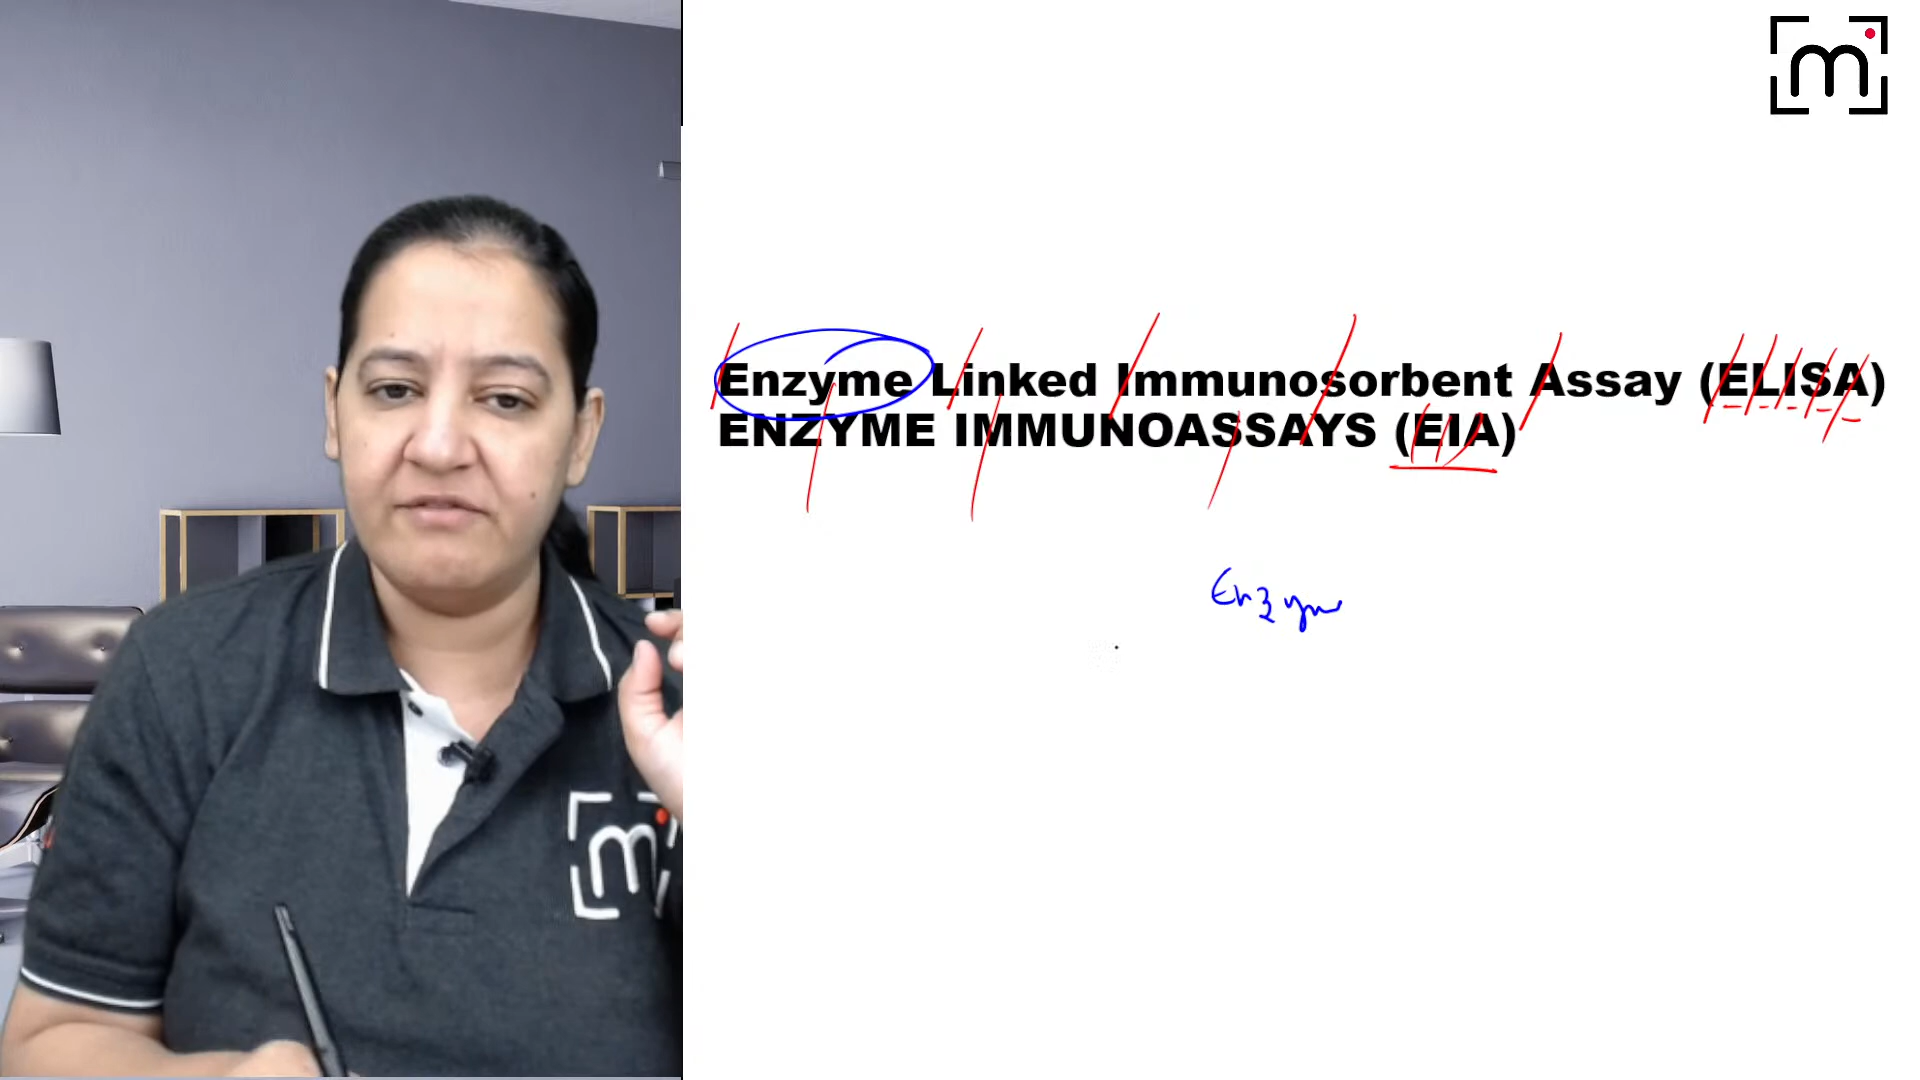 m
Enzyme Linked Immunosorbent Assay (ELISA)
ENZYME IMMUNOASSAYS (EIA)
Enzyme
m